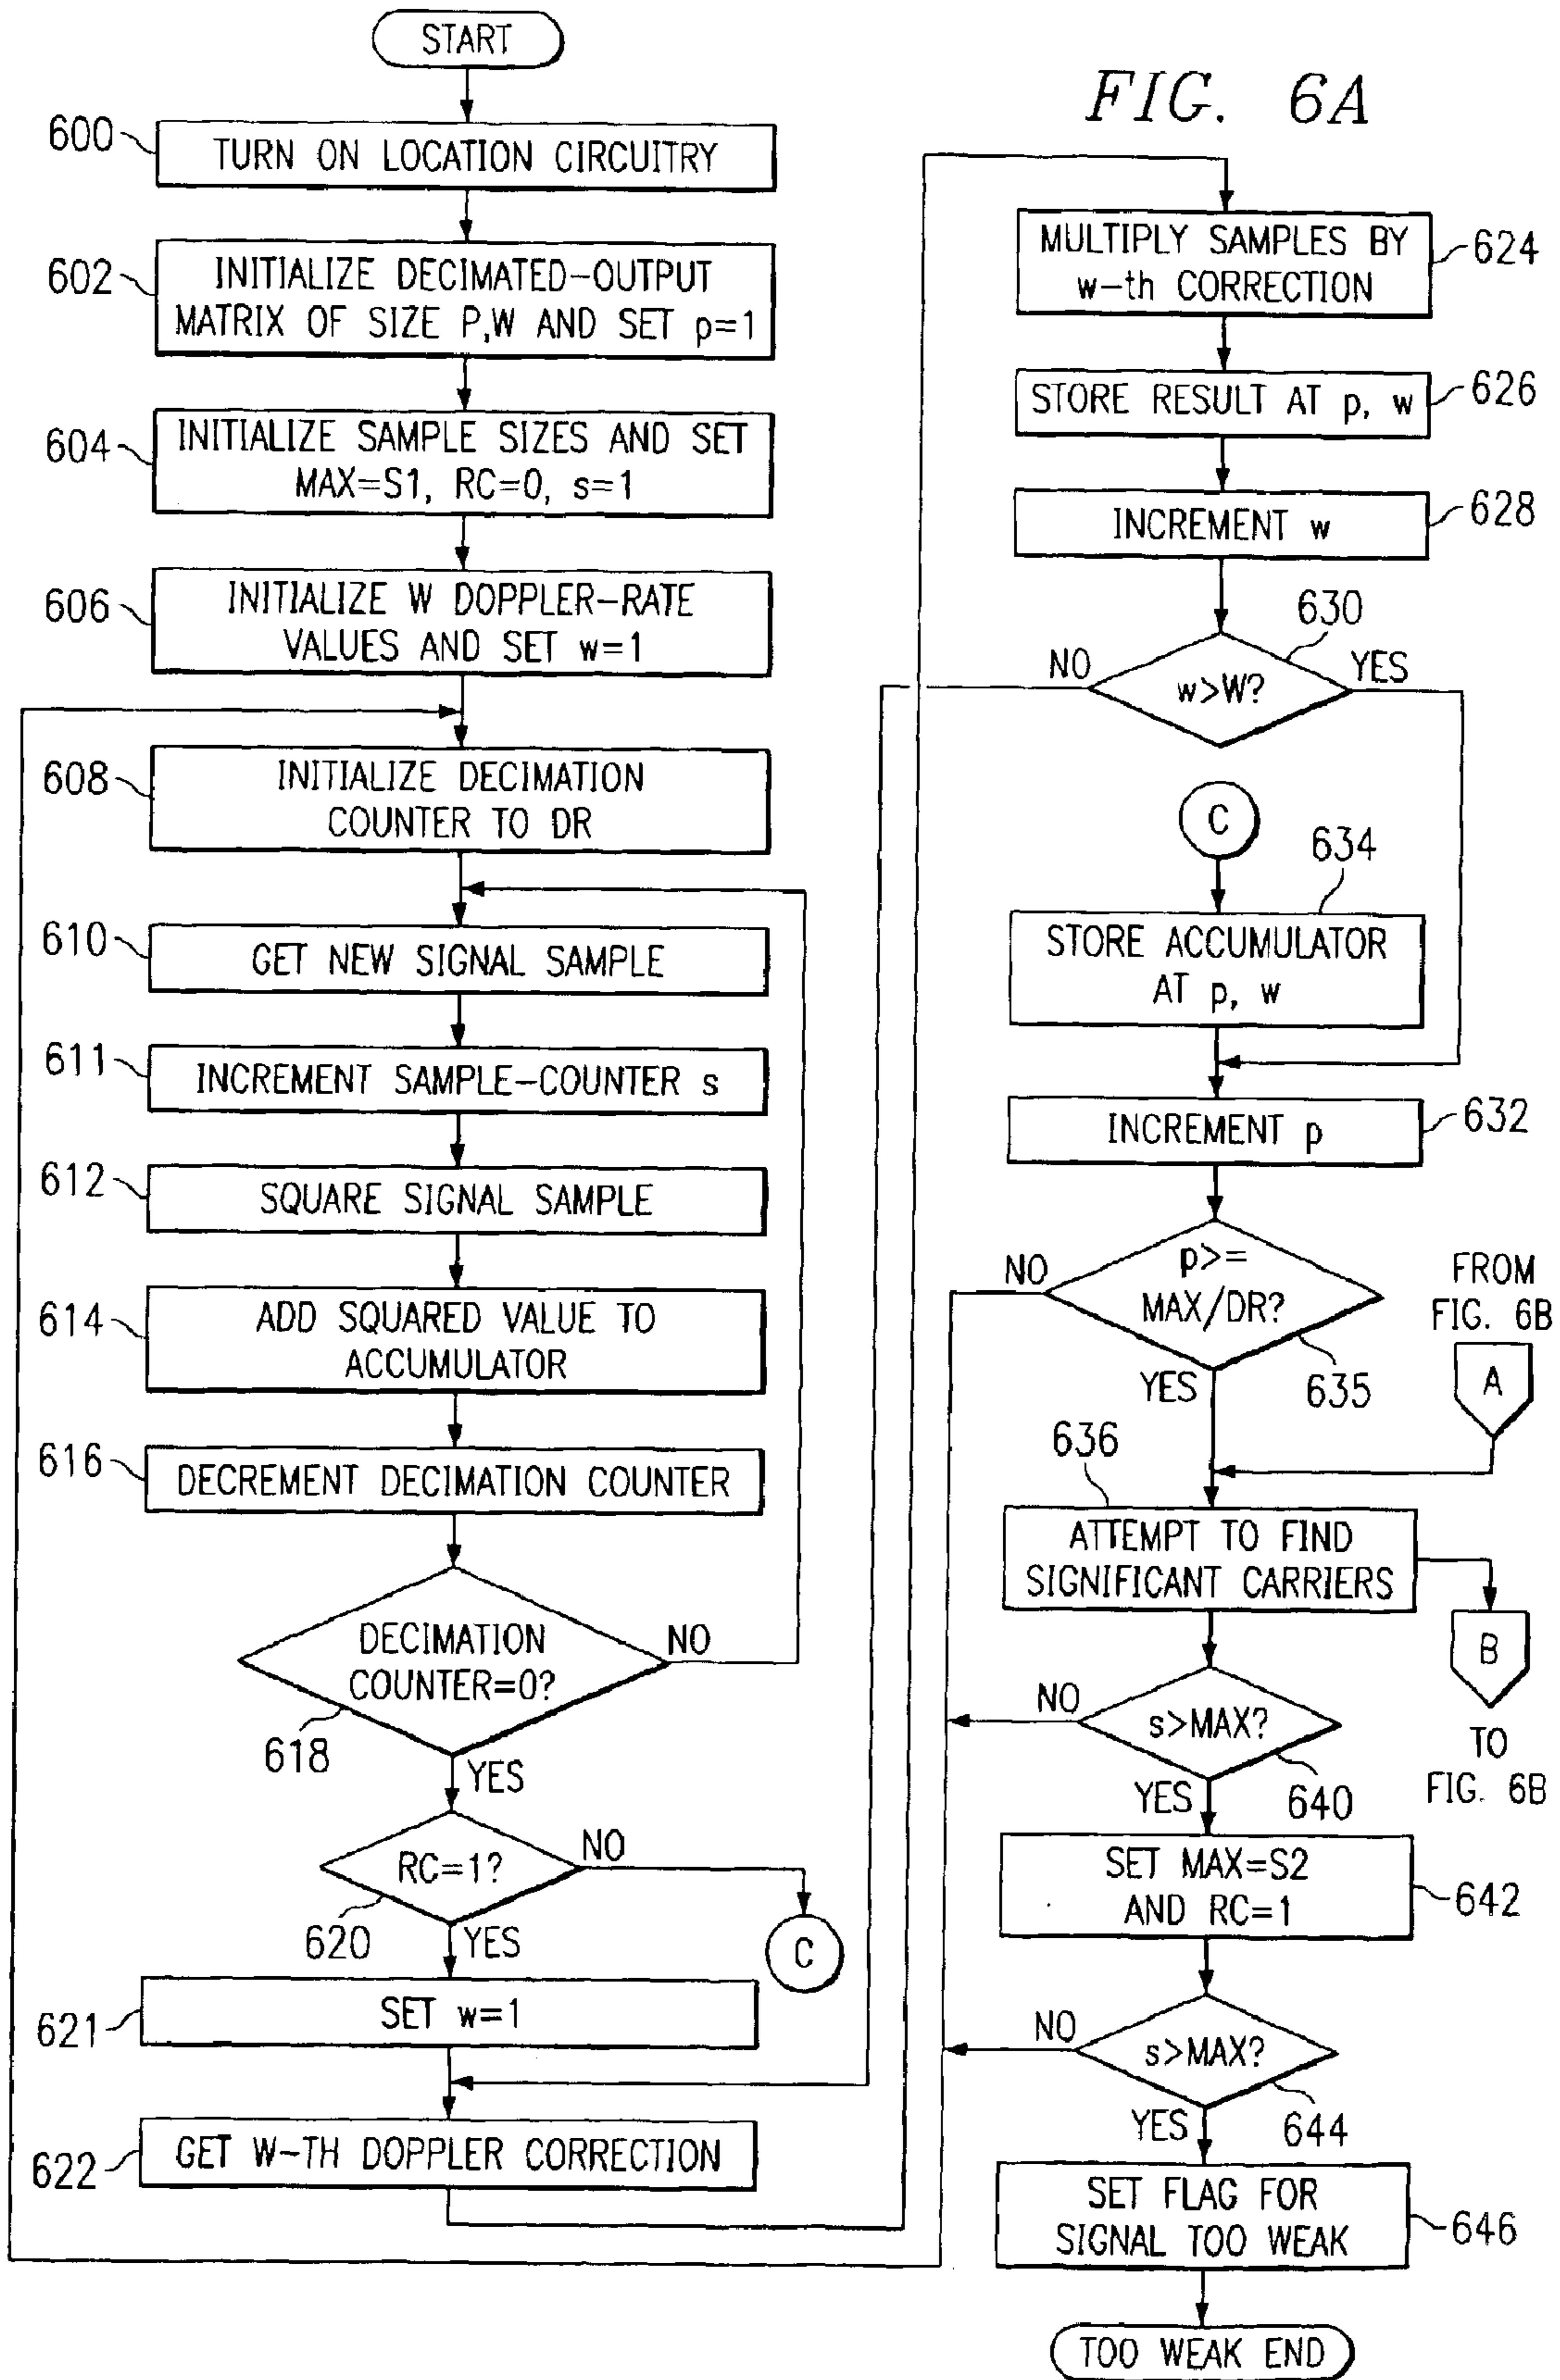 FIG. 6A
START
600
TURN ON LOCATION CIRCUITRY
602
INITIALIZE DECIMATED-OUTPUT
MATRIX OF SIZE P,W AND SET p=1
604
INITIALIZE SAMPLE SIZES AND SET
MAX=S1, RC=0, s=1
606
INITIALIZE W DOPPLER-RATE
VALUES AND SET w=1
608
INITIALIZE DECIMATION
COUNTER TO DR
610
GET NEW SIGNAL SAMPLE
611
INCREMENT SAMPLE-COUNTER s
612
SQUARE SIGNAL SAMPLE
614
ADD SQUARED VALUE TO
ACCUMULATOR
616
DECREMENT DECIMATION COUNTER
DECIMATION
COUNTER=0?
NO
618
YES
RC=1?
NO
620
YES
C
621
SET w=1
622
GET W-TH DOPPLER CORRECTION
MULTIPLY SAMPLES BY
w-th CORRECTION
624
STORE RESULT AT p, w
626
INCREMENT w
628
630
NO
w>W?
YES
C
634
STORE ACCUMULATOR
AT p, w
INCREMENT p
632
NO
p>=
MAX/DR?
635
YES
FROM
FIG. 6B
A
636
ATTEMPT TO FIND
SIGNIFICANT CARRIERS
B
TO
FIG. 6B
NO
s>MAX?
640
YES
SET MAX=S2
AND RC=1
642
NO
s>MAX?
644
YES
SET FLAG FOR
SIGNAL TOO WEAK
646
TOO WEAK END